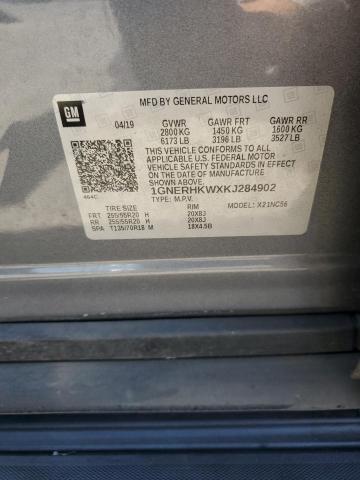 GM
MFD BY GENERAL MOTORS LLC
04/19 GVWR GAWR FRT GAWR RR
2800 KG 1450 KG 1600 KG
6173 LB 3196 LB 3527 LB
THIS VEHICLE CONFORMS TO ALL APPLICABLE
U.S. FEDERAL MOTOR VEHICLE SAFETY AND
THEFT PREVENTION STANDARDS IN EFFECT
ON THE DATE OF MANUFACTURE SHOWN ABOVE.
1GNERHKWXKJ284902
TYPE: M.P.V. MODEL: X21NC56
TIRE SIZE RIM
FRT 255/55R20 H 20X8J
RR 255/55R20 H 20X8J
SPA T135/70R18 M 18X4.5B